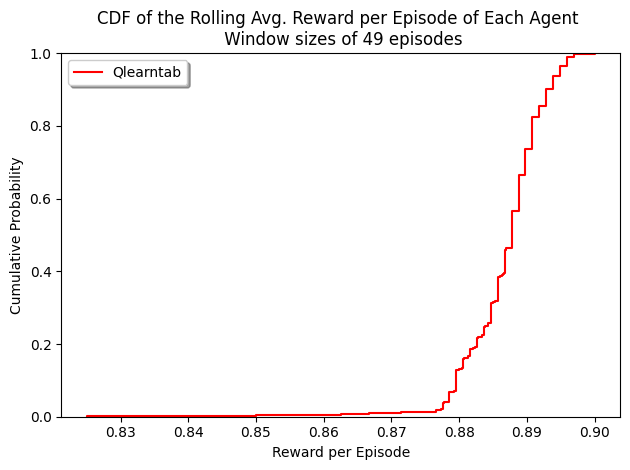 CDF of the Rolling Avg. Reward per Episode of Each Agent
Window sizes of 49 episodes
Qlearntab
Cumulative Probability
1.0
0.8
0.6
0.4
0.2
0.0
0.83 0.84 0.85 0.86 0.87 0.88 0.89 0.90
Reward per Episode